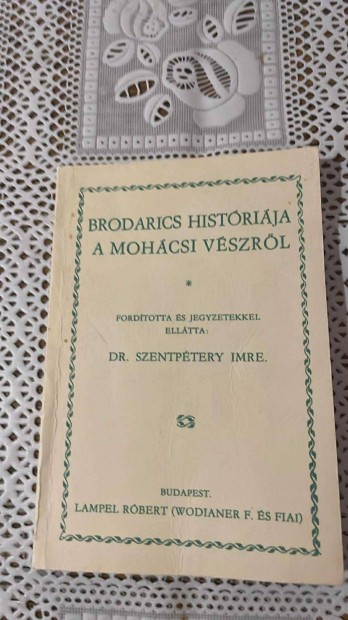 BRODARICS HISTÓRIÁJA
A MOHÁCSI VÉSZRŐL
*
FORDÍTOTTA ÉS JEGYZETEKKEL
ELLÁTTA:
DR. SZENTPÉTERY IMRE.
BUDAPEST.
LAMPEL RÓBERT (WODIANER F. ÉS FIAI)